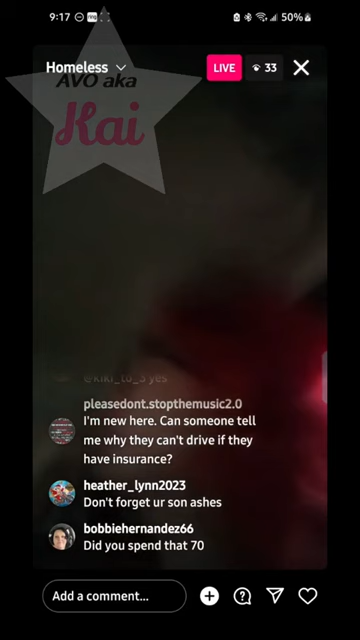 9:17
ring
50%
Homeless
LIVE
33
AVO aka
Kai
@kiki_to_3 yes
pleasedont.stopthemusic2.0
I'm new here. Can someone tell
me why they can't drive if they
have insurance?
heather_lynn2023
Don't forget ur son ashes
bobbiehernandez66
Did you spend that 70
Add a comment...